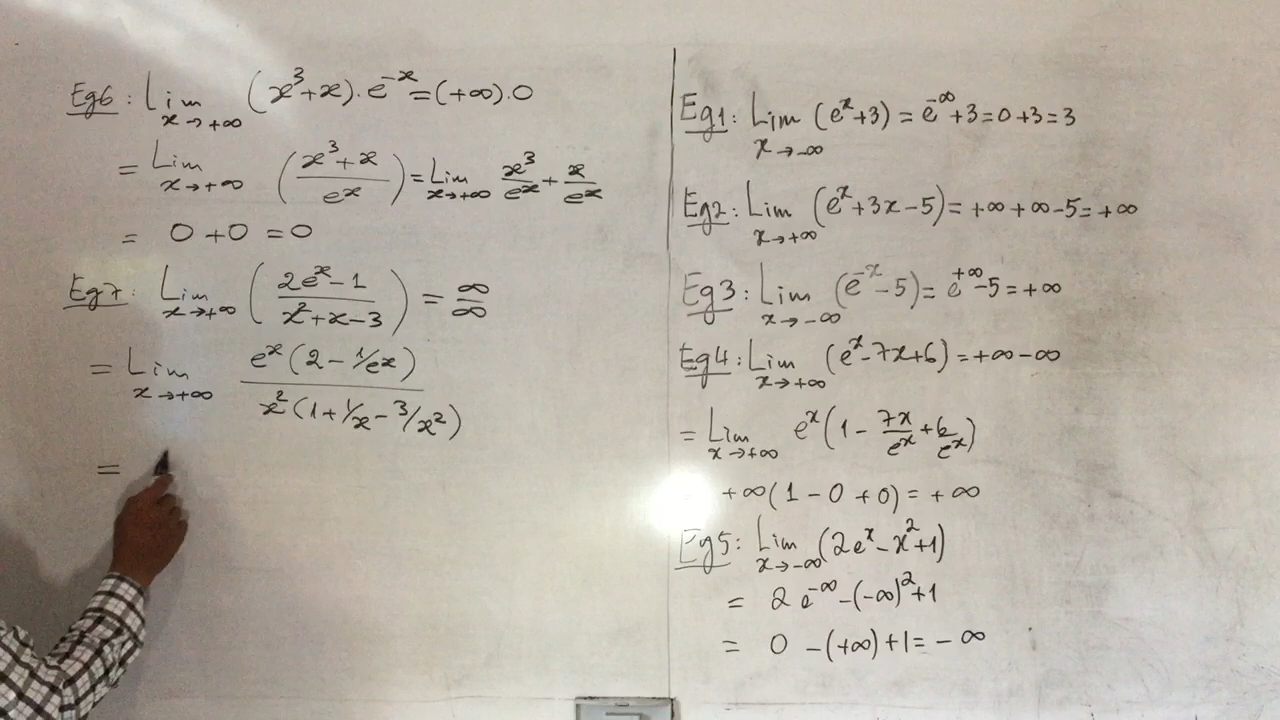 Eg6: Lim x→+∞ (x³+x).e⁻ˣ=(+∞).0
= Lim x→+∞ (x³+x / eˣ) = Lim x→+∞ x³/eˣ + x/eˣ
= 0+0 =0
Eg7: Lim x→+∞ (2eˣ-1 / x²+x-3) = ∞/∞
= Lim x→+∞ eˣ(2-1/eˣ) / x²(1+1/x-3/x²)
=
Eg1: Lim x→-∞ (eˣ+3) = e^-∞+3=0+3=3
Eg2: Lim x→+∞ (eˣ+3x-5)=+∞+∞-5=+∞
Eg3: Lim x→-∞ (e⁻ˣ-5)= e^+∞-5=+∞
Eg4: Lim x→+∞ (eˣ-7x+6)=+∞-∞
= Lim x→+∞ eˣ(1-7x/eˣ+6/eˣ)
+∞(1-0+0)=+∞
Eg5: Lim x→-∞ (2eˣ-x²+1)
= 2e^-∞-(-∞)²+1
= 0-(+∞)+1=-∞